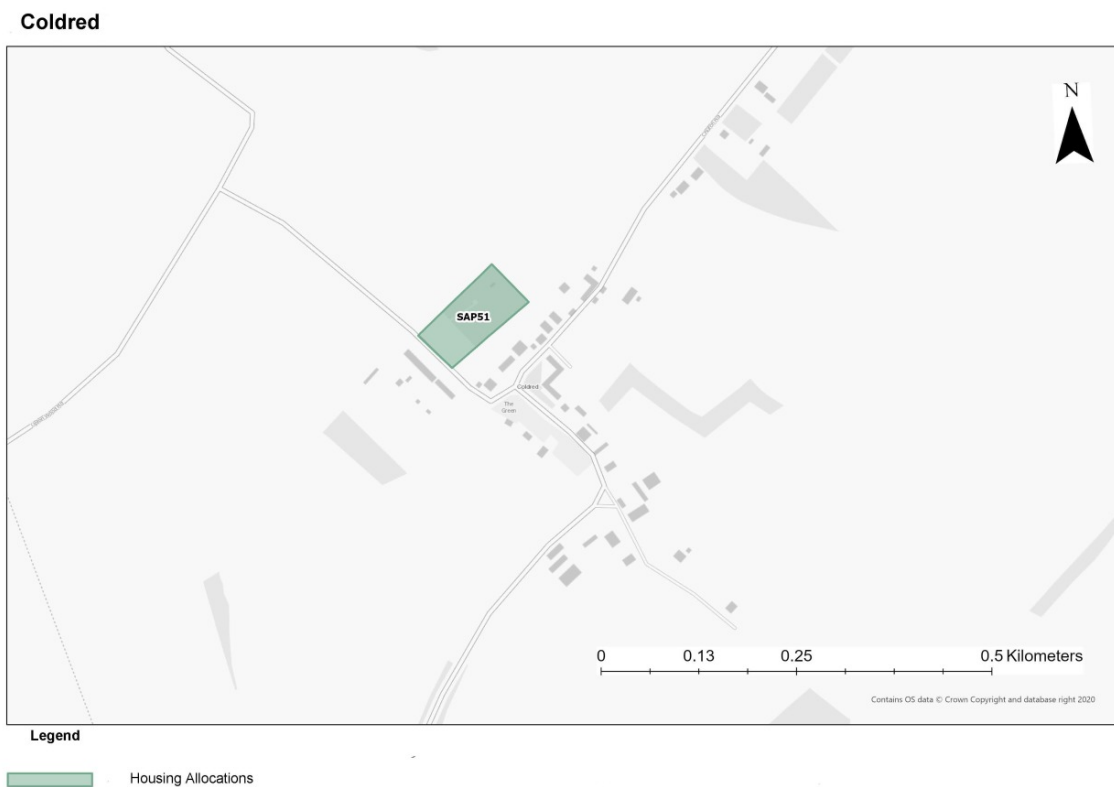 Coldred
N
SAP51
Coldred
The
Green
0 0.13 0.25 0.5 Kilometers
Contains OS data © Crown Copyright and database right 2020
Legend
Housing Allocations